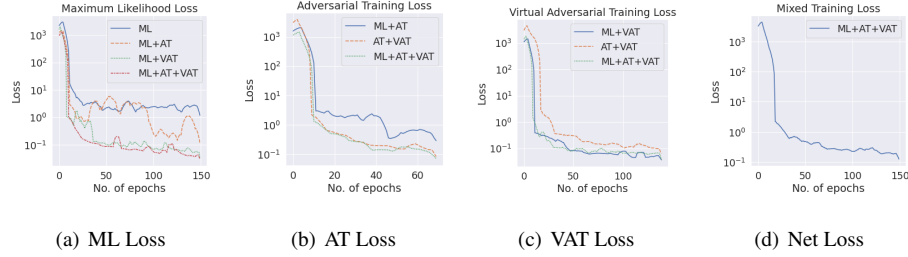 Maximum Likelihood Loss
ML
ML+AT
ML+VAT
ML+AT+VAT
Loss
10³
10²
10¹
10⁰
10⁻¹
0
50
100
150
No. of epochs
(a) ML Loss
Adversarial Training Loss
ML+AT
AT+VAT
ML+AT+VAT
Loss
10³
10²
10¹
10⁰
10⁻¹
0
20
40
60
No. of epochs
(b) AT Loss
Virtual Adversarial Training Loss
ML+VAT
AT+VAT
ML+AT+VAT
Loss
10³
10²
10¹
10⁰
10⁻¹
0
50
100
No. of epochs
(c) VAT Loss
Mixed Training Loss
ML+AT+VAT
Loss
10³
10²
10¹
10⁰
10⁻¹
0
50
100
150
No. of epochs
(d) Net Loss